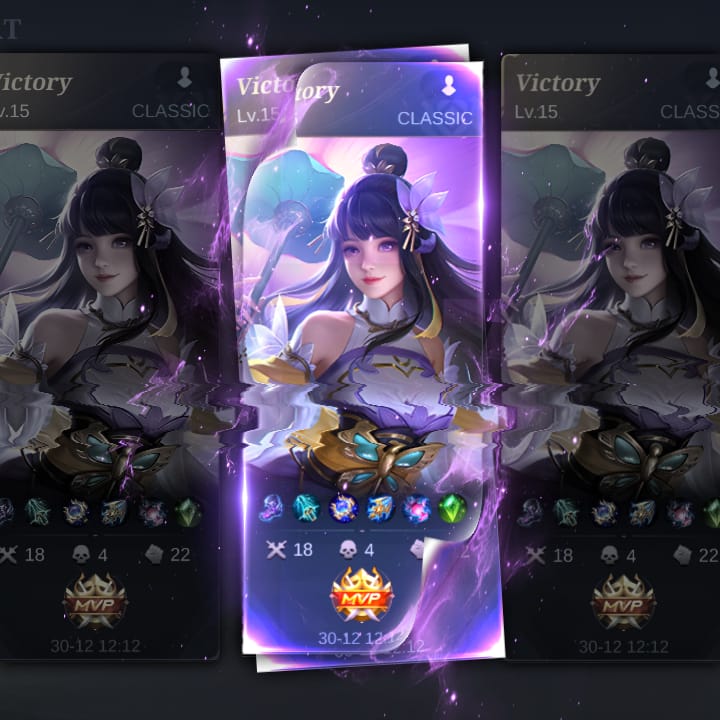 Victory
Lv.15
CLASSIC
18 4 22
MVP
30-12 12:12
Victory
Lv.15
CLASSIC
18 4
MVP
30-12 12:12
Victory
Lv.15
CLASSIC
18 4 22
MVP
30-12 12:12